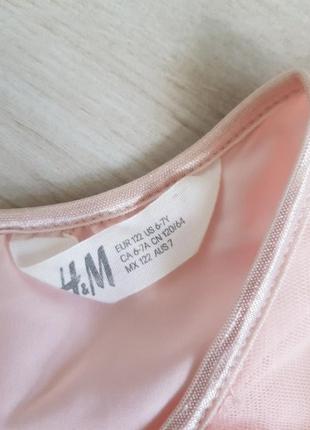 EUR 122 US 6-7Y
CA 6-7A CN 120/64
MX 122 AUS 7
H&M